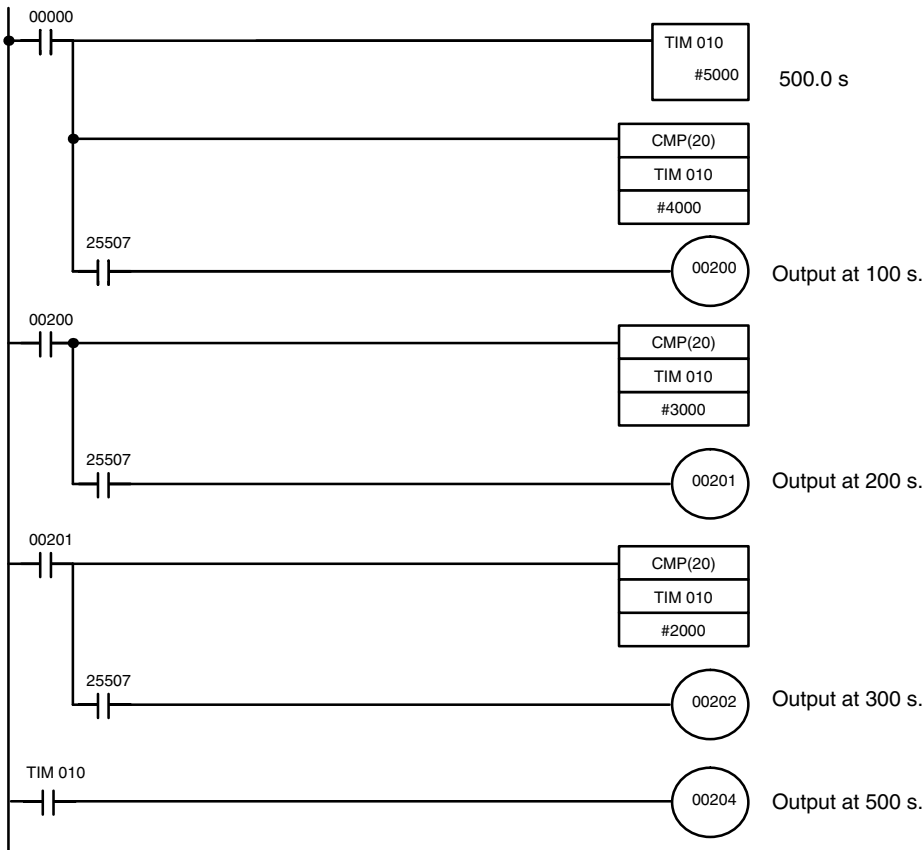 00000
TIM 010
#5000
500.0 s
CMP(20)
TIM 010
#4000
25507
00200
Output at 100 s.
00200
CMP(20)
TIM 010
#3000
25507
00201
Output at 200 s.
00201
CMP(20)
TIM 010
#2000
25507
00202
Output at 300 s.
TIM 010
00204
Output at 500 s.